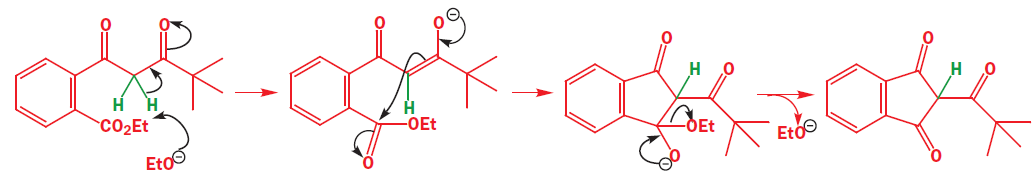 O O
H H
CO₂Et
EtO⊖
O O⊖
H
OEt
O
O H O
OEt
O⊖
EtO⊖
O H O
O